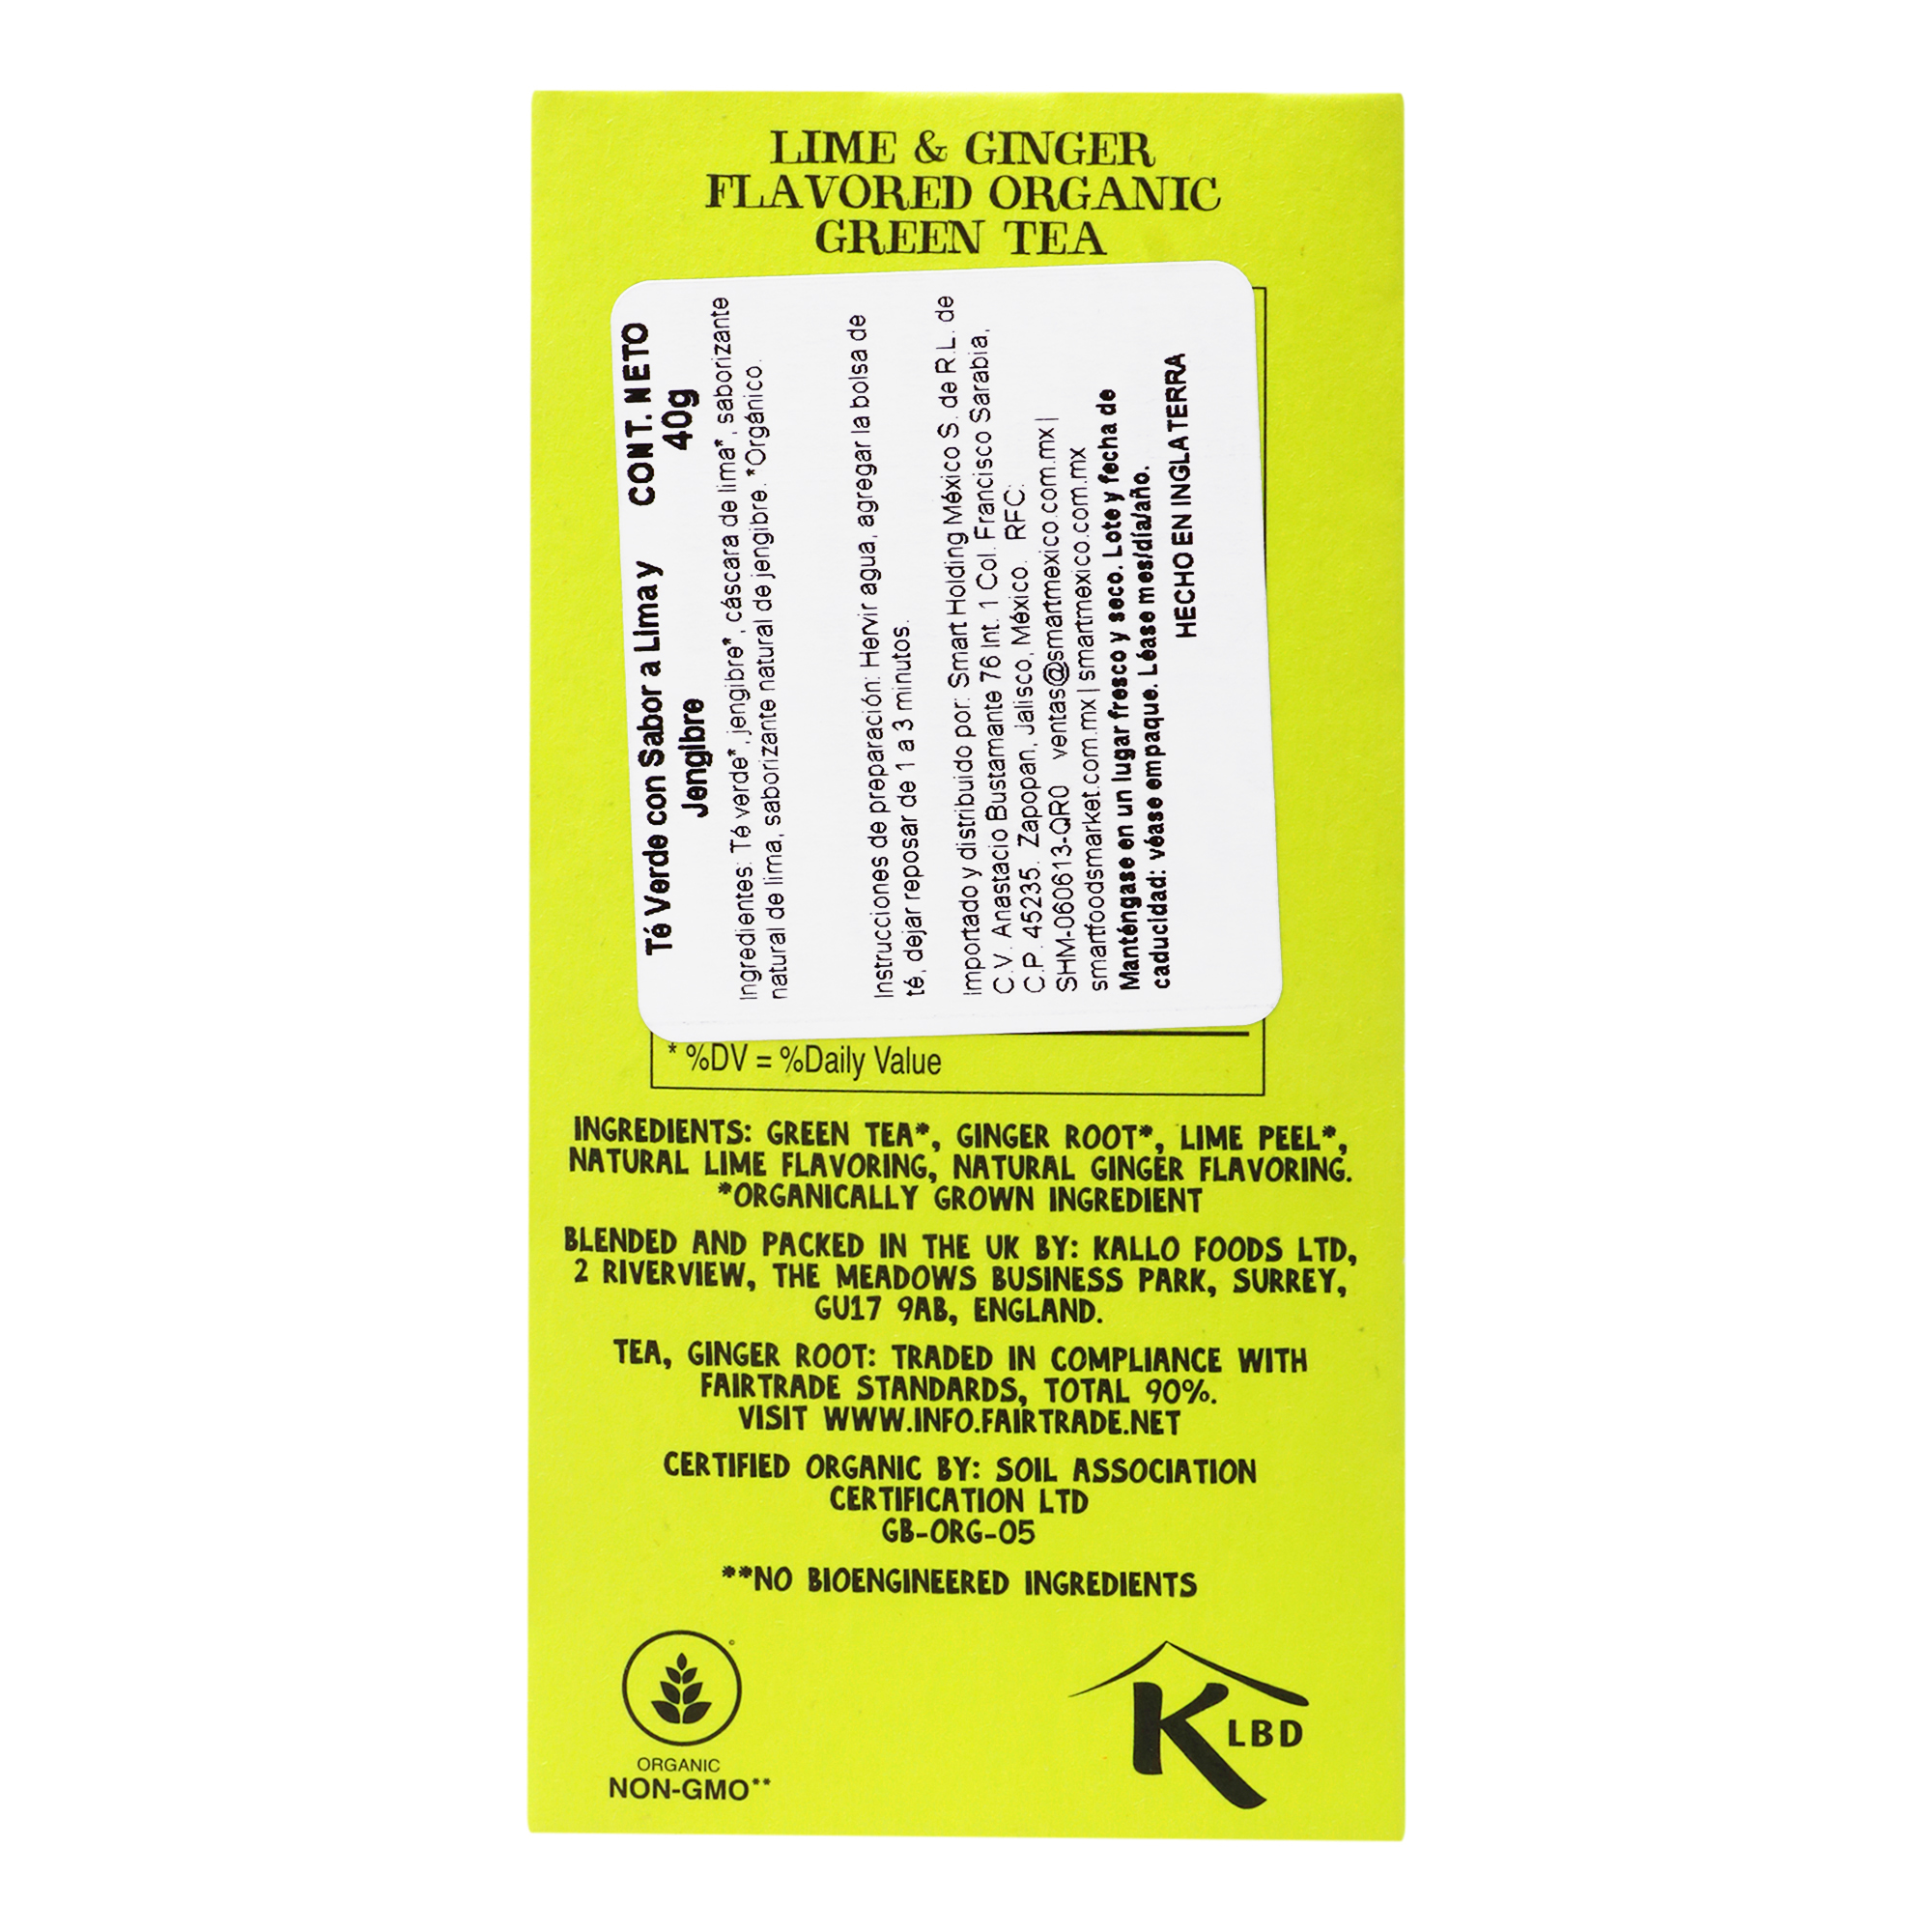 LIME & GINGER
FLAVORED ORGANIC
GREEN TEA
Té Verde con Sabor a Lima y CONT. NETO
Jengibre 40g
Ingredientes: Té verde*, jengibre*, cáscara de lima*, saborizante
natural de lima, saborizante natural de jengibre. *Orgánico.
Instrucciones de preparación: Hervir agua, agregar la bolsa de
té, dejar reposar de 1 a 3 minutos.
Importado y distribuido por: Smart Holding México S. de R.L. de
C.V. Anastacio Bustamante 76 Int. 1 Col. Francisco Sarabia,
C.P. 45235. Zapopan, Jalisco, México. RFC:
SHM-060613-QR0 ventas@smartmexico.com.mx |
smartfoodsmarket.com.mx | smartmexico.com.mx
Manténgase en un lugar fresco y seco. Lote y fecha de
caducidad: véase empaque. Léase mes/día/año.
HECHO EN INGLATERRA
* %DV = %Daily Value
INGREDIENTS: GREEN TEA*, GINGER ROOT*, LIME PEEL*,
NATURAL LIME FLAVORING, NATURAL GINGER FLAVORING.
*ORGANICALLY GROWN INGREDIENT
BLENDED AND PACKED IN THE UK BY: KALLO FOODS LTD,
2 RIVERVIEW, THE MEADOWS BUSINESS PARK, SURREY,
GU17 9AB, ENGLAND.
TEA, GINGER ROOT: TRADED IN COMPLIANCE WITH
FAIRTRADE STANDARDS, TOTAL 90%.
VISIT WWW.INFO.FAIRTRADE.NET
CERTIFIED ORGANIC BY: SOIL ASSOCIATION
CERTIFICATION LTD
GB-ORG-05
**NO BIOENGINEERED INGREDIENTS
ORGANIC
NON-GMO**
K LBD